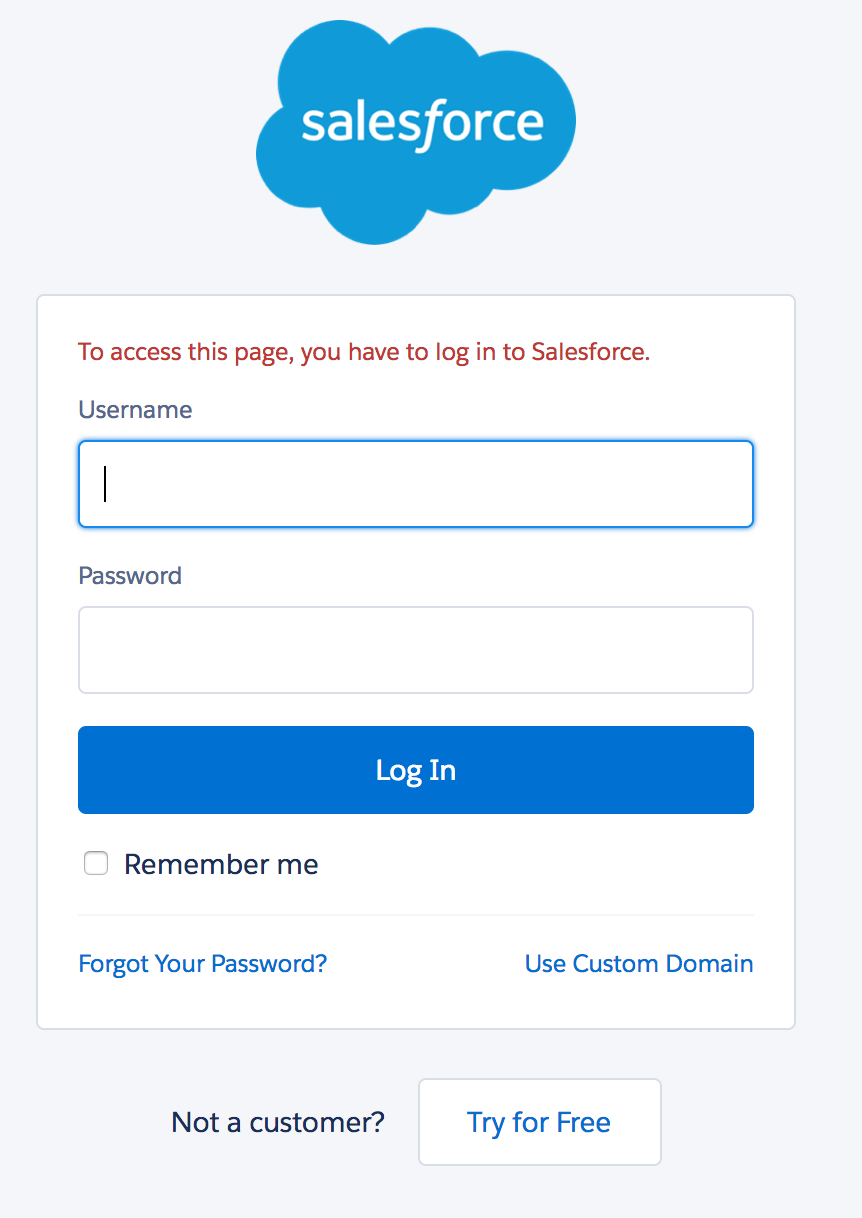 salesforce
To access this page, you have to log in to Salesforce.
Username
Password
Log In
Remember me
Forgot Your Password?
Use Custom Domain
Not a customer?
Try for Free